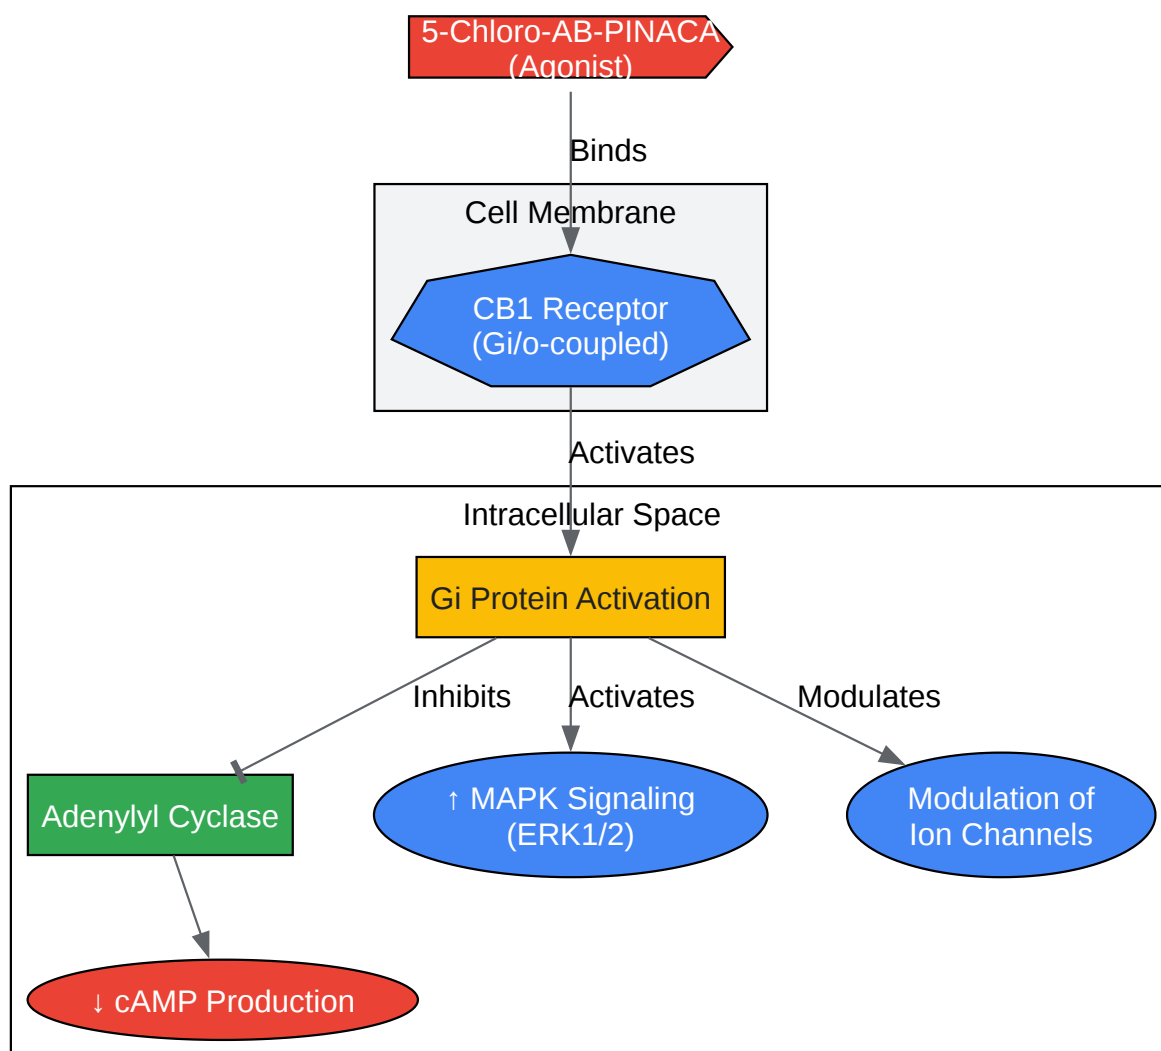 5-Chloro-AB-PINACA
(Agonist)
Binds
Cell Membrane
CB1 Receptor
(Gi/o-coupled)
Activates
Intracellular Space
Gi Protein Activation
Inhibits
Activates
Modulates
Adenylyl Cyclase
↑ MAPK Signaling
(ERK1/2)
Modulation of
Ion Channels
↓ cAMP Production